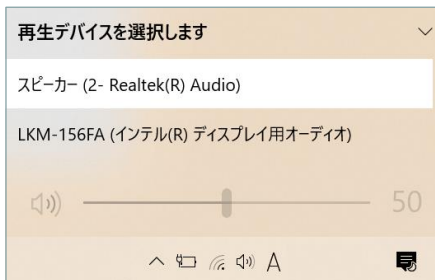 再生デバイスを選択します
スピーカー (2- Realtek(R) Audio)
LKM-156FA (インテル(R) ディスプレイ用オーディオ)
50
A